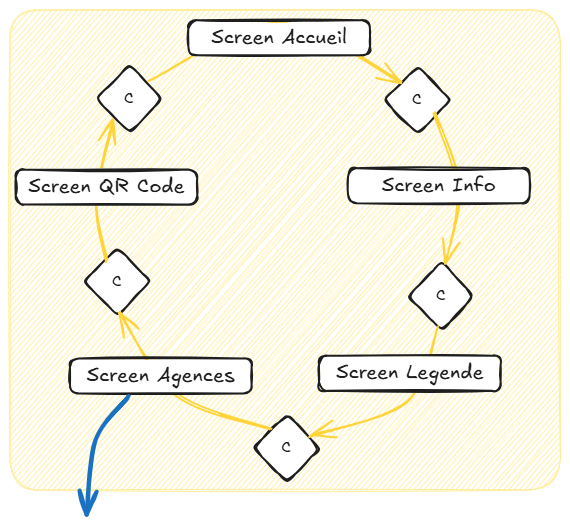 Screen Accueil
C
C
Screen QR Code
Screen Info
C
C
Screen Agences
Screen Legende
C